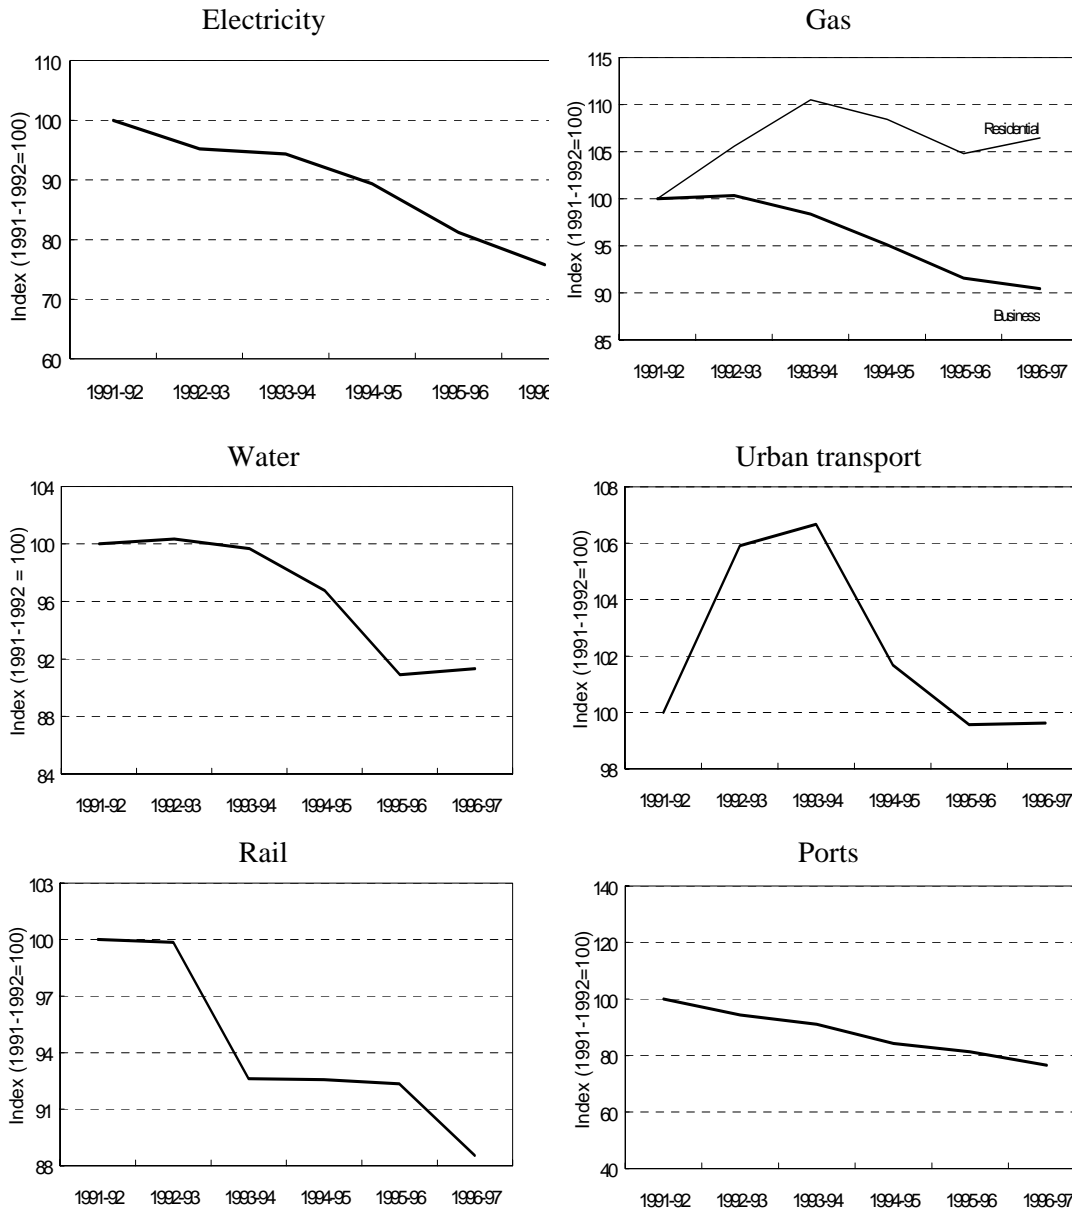 Electricity
Index (1991-1992=100)
110
100
90
80
70
60
1991-92 1992-93 1993-94 1994-95 1995-96 1996
Gas
Index (1991-1992=100)
115
110
105
100
95
90
85
Residential
Business
1991-92 1992-93 1993-94 1994-95 1995-96 1996-97
Water
Index (1991-1992 = 100)
104
100
96
92
88
84
1991-92 1992-93 1993-94 1994-95 1995-96 1996-97
Urban transport
Index (1991-1992=100)
108
106
104
102
100
98
1991-92 1992-93 1993-94 1994-95 1995-96 1996-97
Rail
Index (1991-1992=100)
103
100
97
94
91
88
1991-92 1992-93 1993-94 1994-95 1995-96 1996-97
Ports
Index (1991-1992=100)
140
120
100
80
60
40
1991-92 1992-93 1993-94 1994-95 1995-96 1996-97